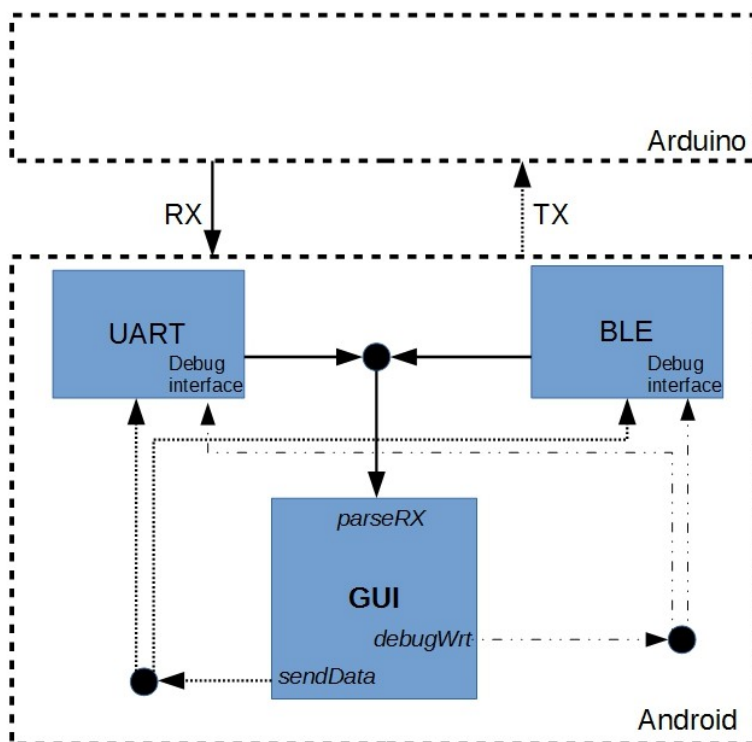 Arduino
RX
TX
UART
BLE
Debug
interface
Debug
interface
parseRX
GUI
debugWrt
sendData
Android